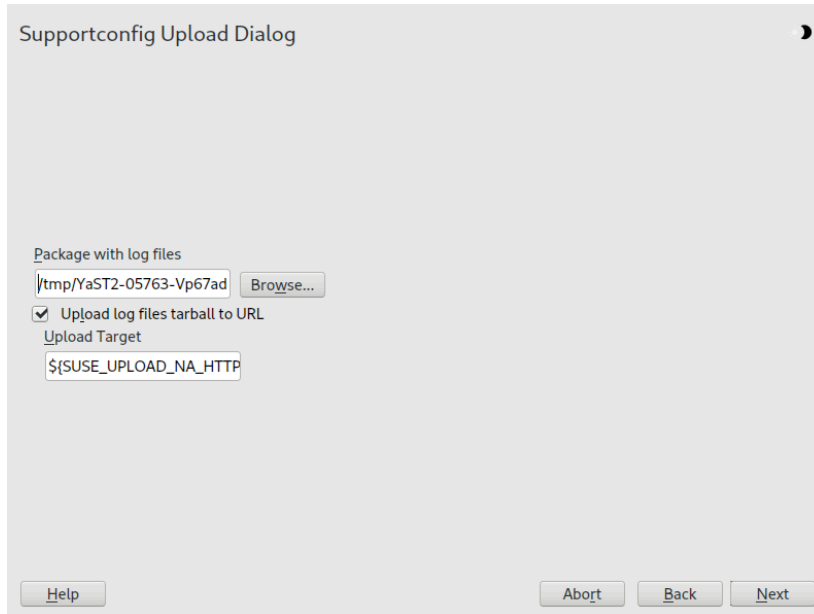 Supportconfig Upload Dialog
Package with log files
/tmp/YaST2-05763-Vp67ad
Browse...
Upload log files tarball to URL
Upload Target
${SUSE_UPLOAD_NA_HTTP
Help
Abort
Back
Next